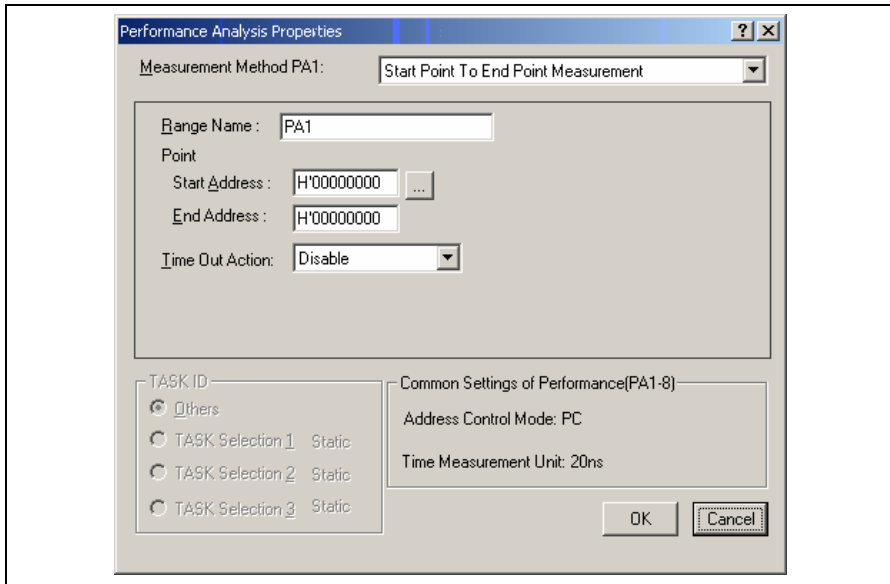 Performance Analysis Properties
Measurement Method PA1: Start Point To End Point Measurement
Range Name : PA1
Point
Start Address : H'00000000 ...
End Address : H'00000000
Time Out Action: Disable
TASK ID
Others
TASK Selection 1 Static
TASK Selection 2 Static
TASK Selection 3 Static
Common Settings of Performance(PA1-8)
Address Control Mode: PC
Time Measurement Unit: 20ns
OK Cancel